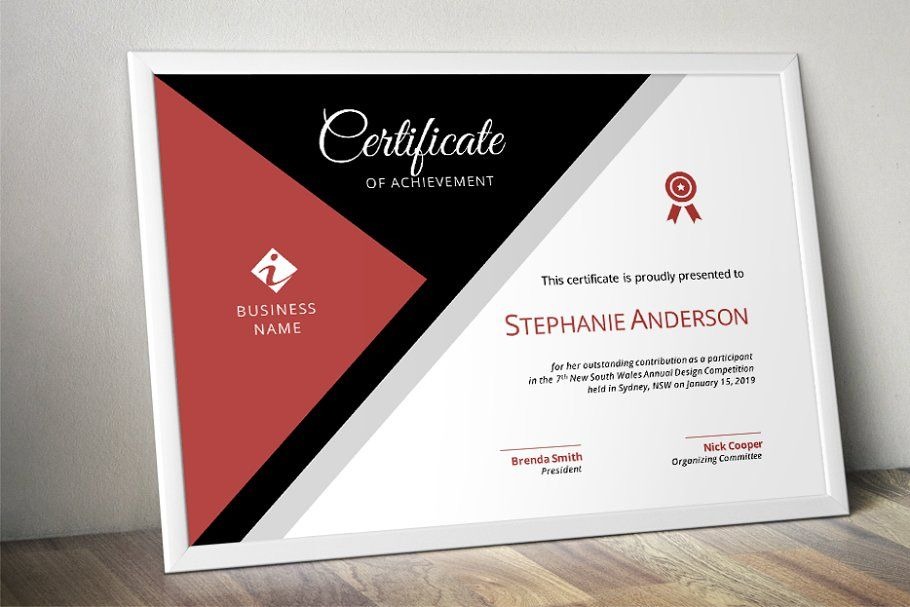 Certificate
OF ACHIEVEMENT
BUSINESS
NAME
This certificate is proudly presented to
STEPHANIE ANDERSON
for her outstanding contribution as a participant
in the 7th New South Wales Annual Design Competition
held in Sydney, NSW on January 15, 2019
Brenda Smith
President
Nick Cooper
Organizing Committee